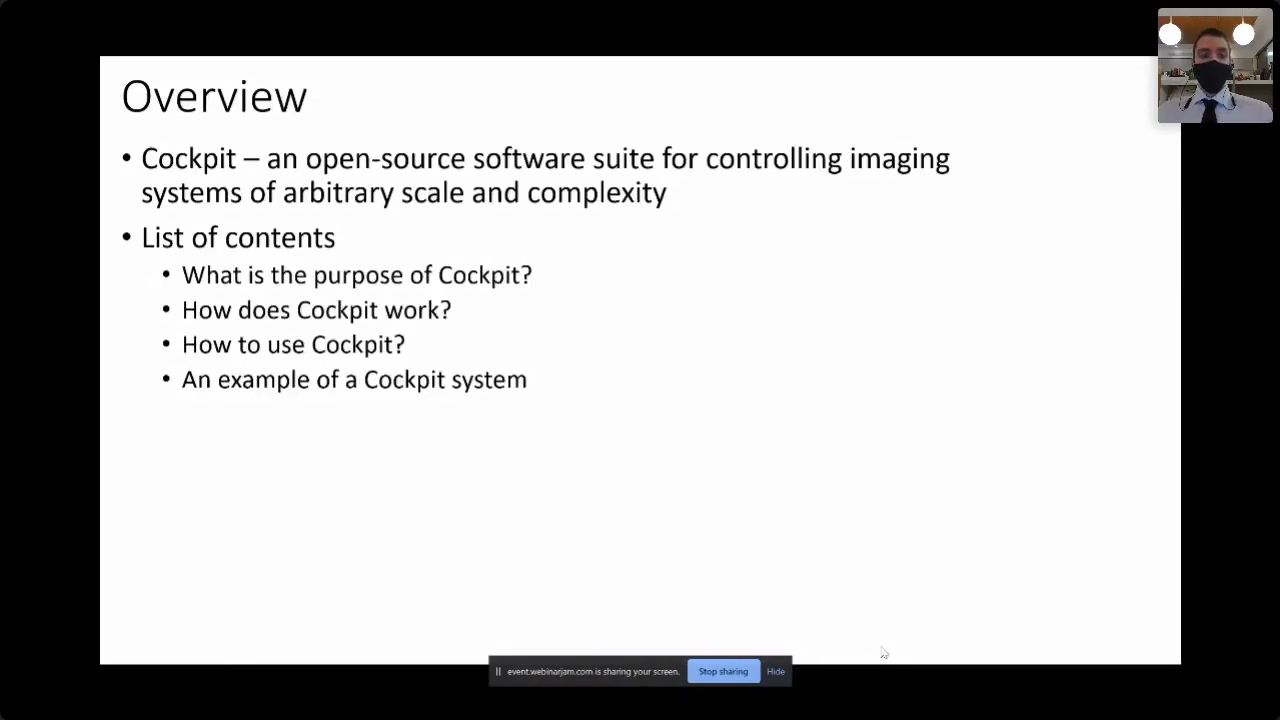 Overview
• Cockpit – an open-source software suite for controlling imaging
systems of arbitrary scale and complexity
• List of contents
• What is the purpose of Cockpit?
• How does Cockpit work?
• How to use Cockpit?
• An example of a Cockpit system
event.webinarjam.com is sharing your screen. Stop sharing Hide